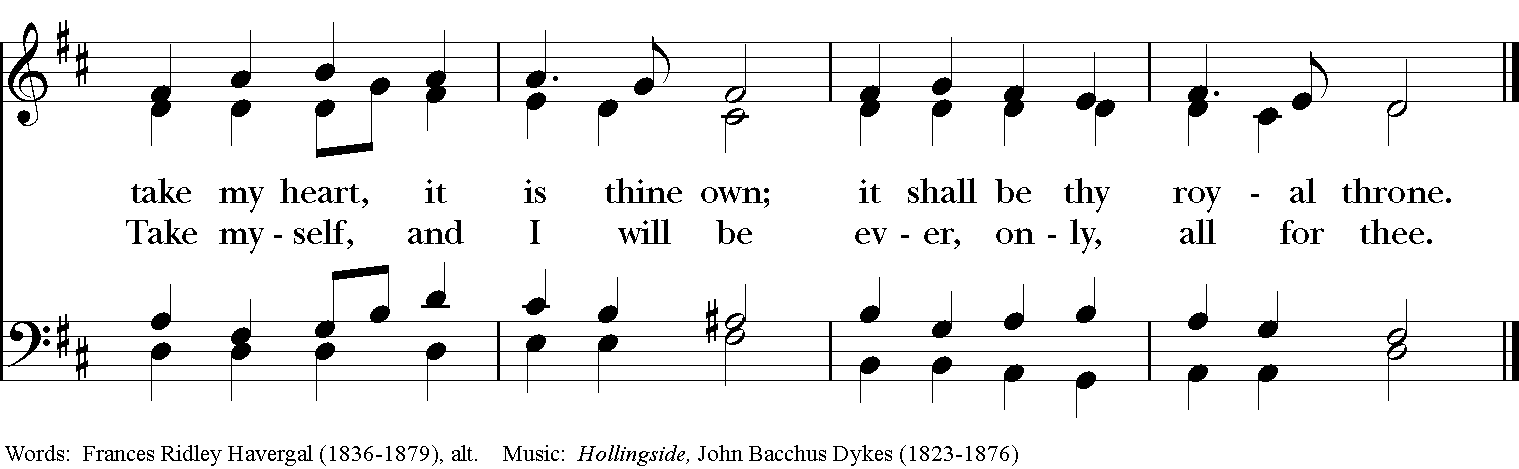 take my heart, it is thine own; it shall be thy roy - al throne.
Take my - self, and I will be ev - er, on - ly, all for thee.
Words: Frances Ridley Havergal (1836-1879), alt. Music: Hollingside, John Bacchus Dykes (1823-1876)